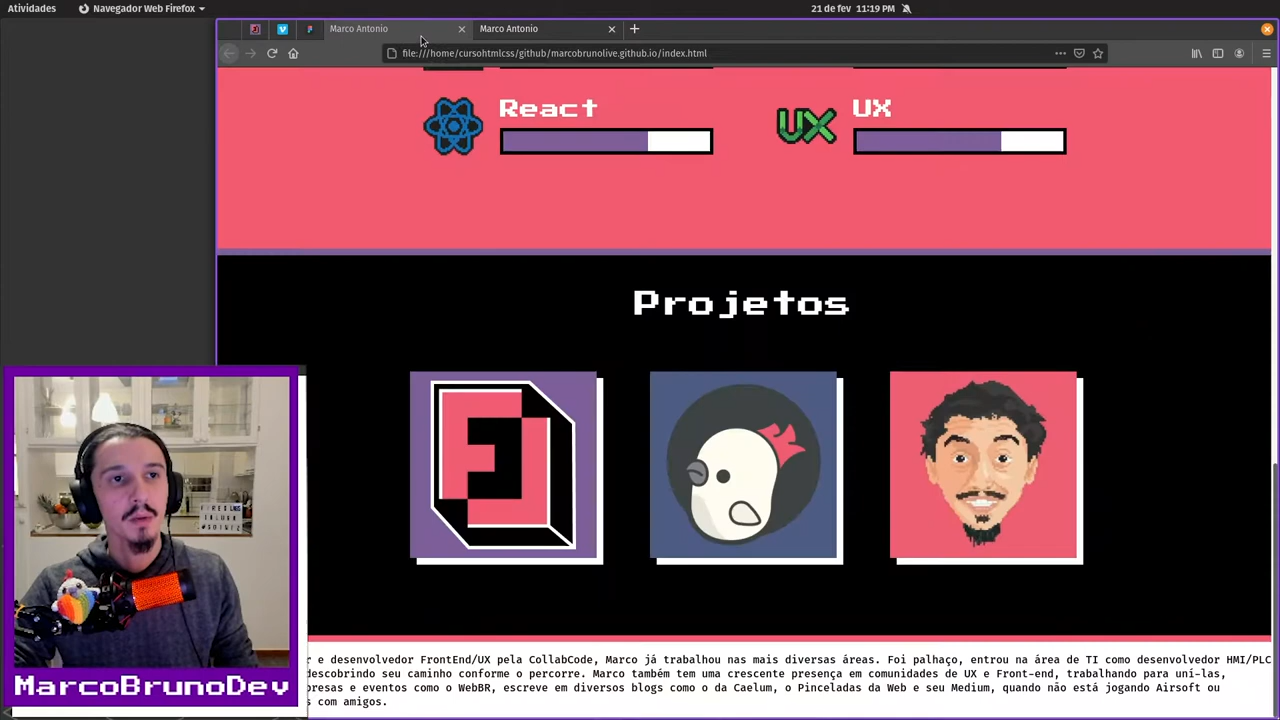 Atividades
Navegador Web Firefox
21 de fev 11:19 PM
Marco Antonio
Marco Antonio
file:///home/cursohtmlcss/github/marcobrunolive.github.io/index.html
React
UX
UX
Projetos
r e desenvolvedor FrontEnd/UX pela CollabCode, Marco já trabalhou nas mais diversas áreas. Foi palhaço, entrou na área de TI como desenvolvedor HMI/PLC
descobrindo seu caminho conforme o percorre. Marco também tem uma crescente presença em comunidades de UX e Front-end, trabalhando para uní-las,
presas e eventos como o WebBR, escreve em diversos blogs como o da Caelum, o Pinceladas da Web e seu Medium, quando não está jogando Airsoft ou
s com amigos.
MarcoBrunoDev